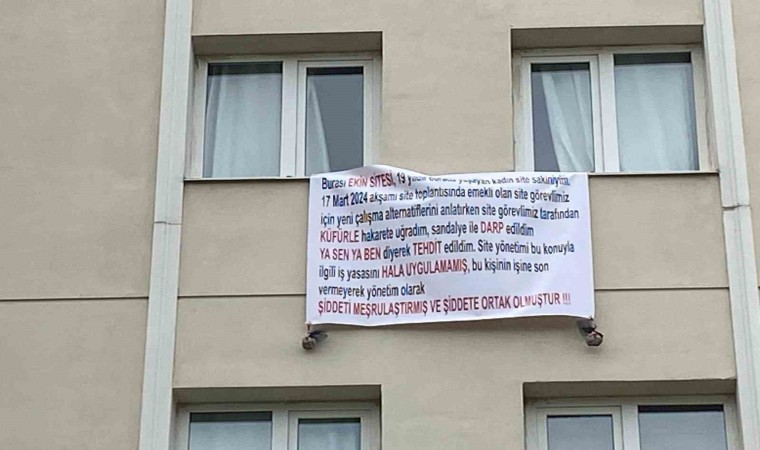 Burası EKİN SİTESİ, 19 yıldır burada yaşayan kadın site sakiniyim.
17 Mart 2024 akşamı site toplantısında emekli olan site görevlimiz
için yeni çalışma alternatiflerini anlatırken site görevlimiz tarafından
KÜFÜRLE hakarete uğradım, sandalye ile DARP edildim
YA SEN YA BEN diyerek TEHDİT edildim. Site yönetimi bu konuyla
ilgili iş yasasını HALA UYGULAMAMIŞ, bu kişinin işine son
vermeyerek yönetim olarak
ŞİDDETİ MEŞRULAŞTIRMIŞ VE ŞİDDETE ORTAK OLMUŞTUR !!!